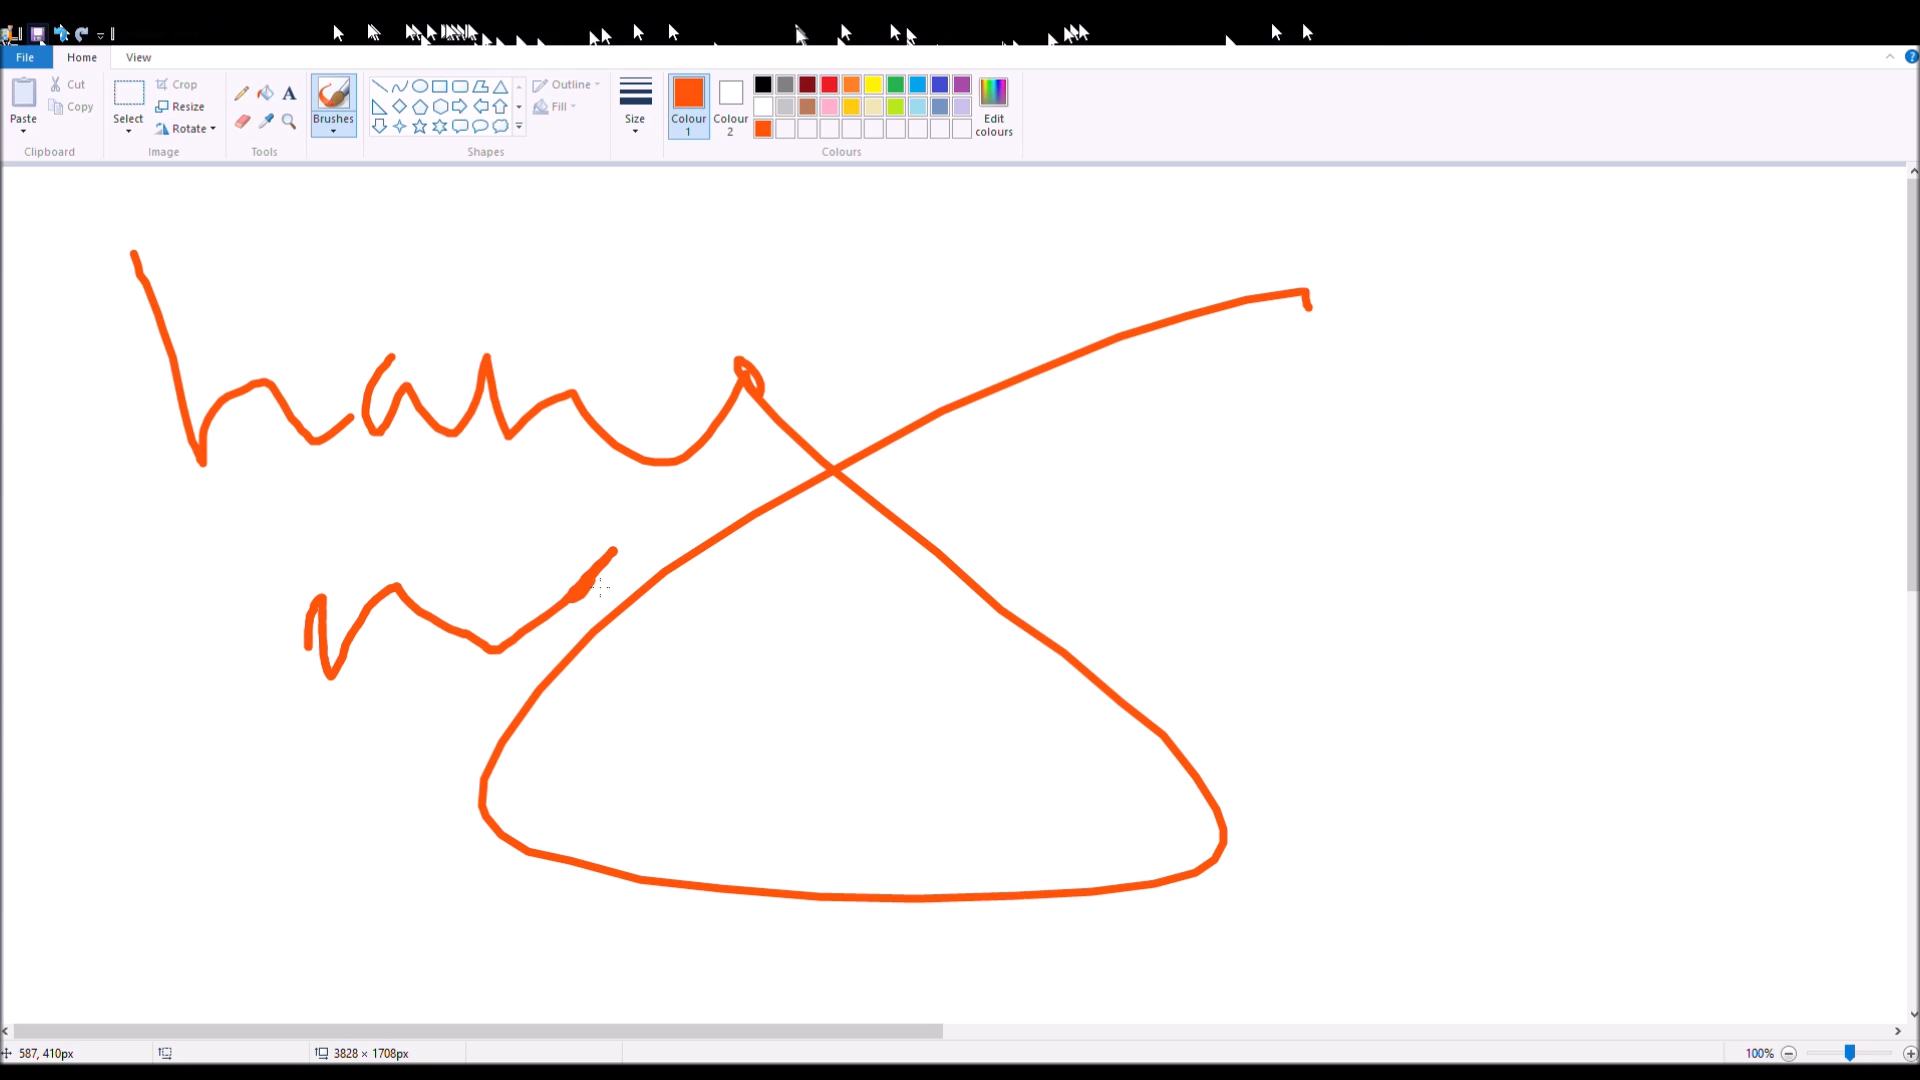 File Home View
Cut
Copy
Paste
Clipboard
Select
Crop
Resize
Rotate
Image
A
Tools
Brushes
Outline
Fill
Shapes
Size
Colour 1
Colour 2
Edit colours
Colours
587, 410px
3828 × 1708px
100%